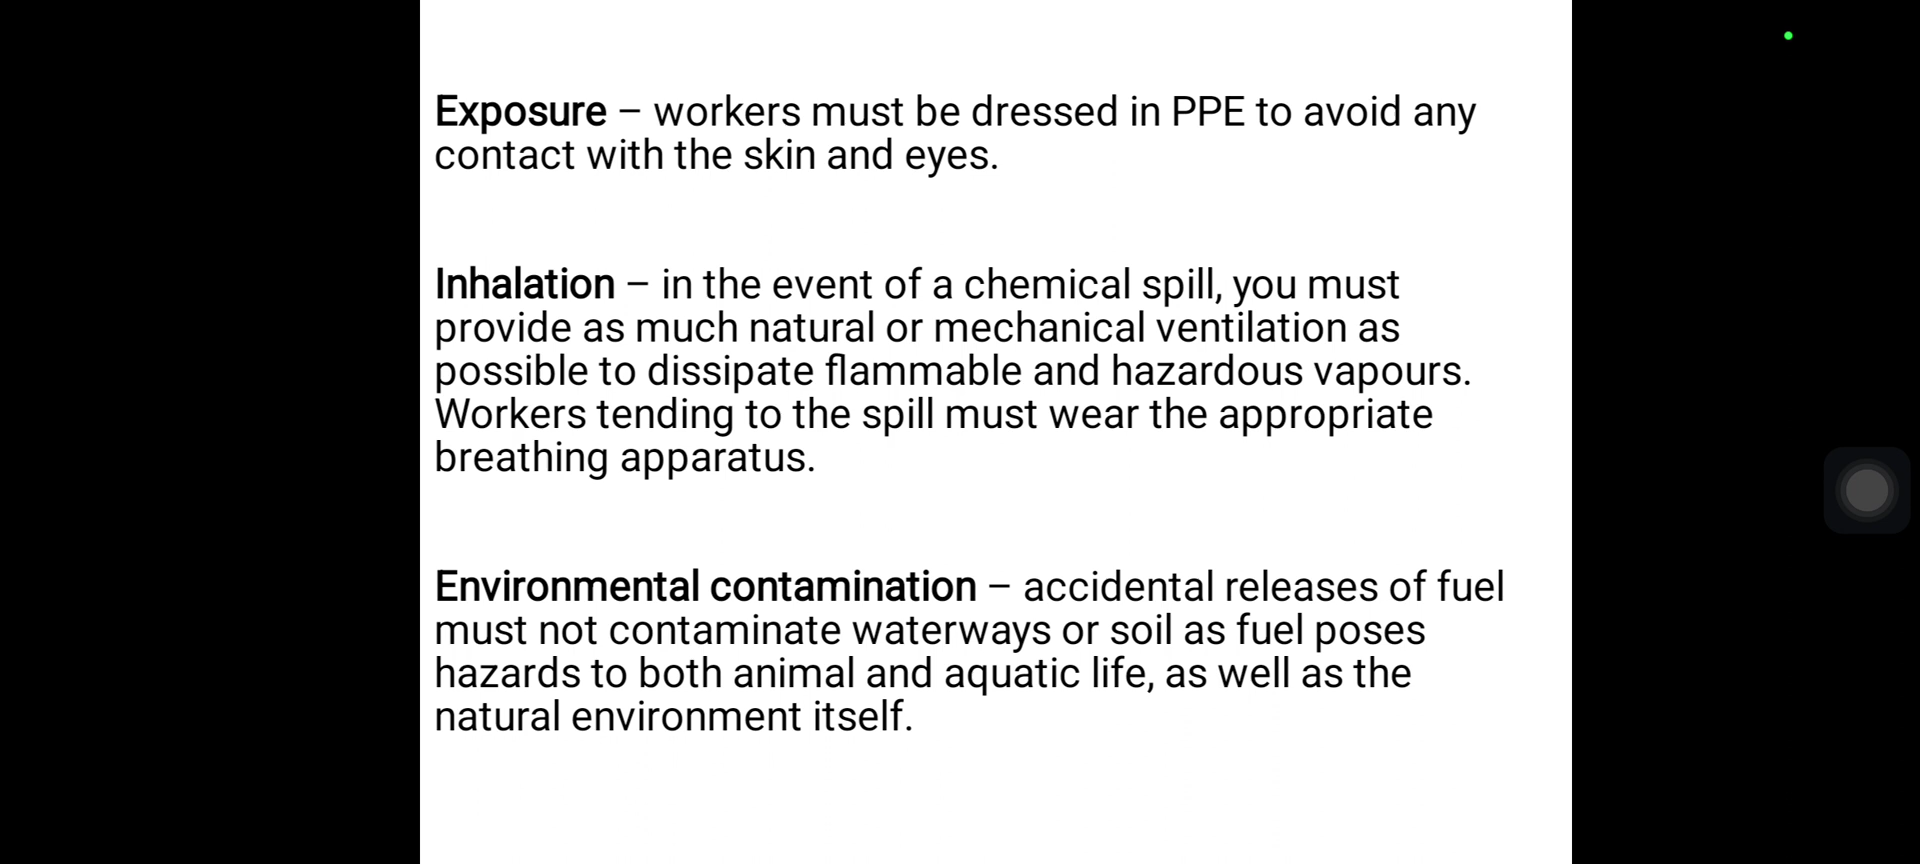 Exposure – workers must be dressed in PPE to avoid any
contact with the skin and eyes.
Inhalation – in the event of a chemical spill, you must
provide as much natural or mechanical ventilation as
possible to dissipate flammable and hazardous vapours.
Workers tending to the spill must wear the appropriate
breathing apparatus.
Environmental contamination – accidental releases of fuel
must not contaminate waterways or soil as fuel poses
hazards to both animal and aquatic life, as well as the
natural environment itself.